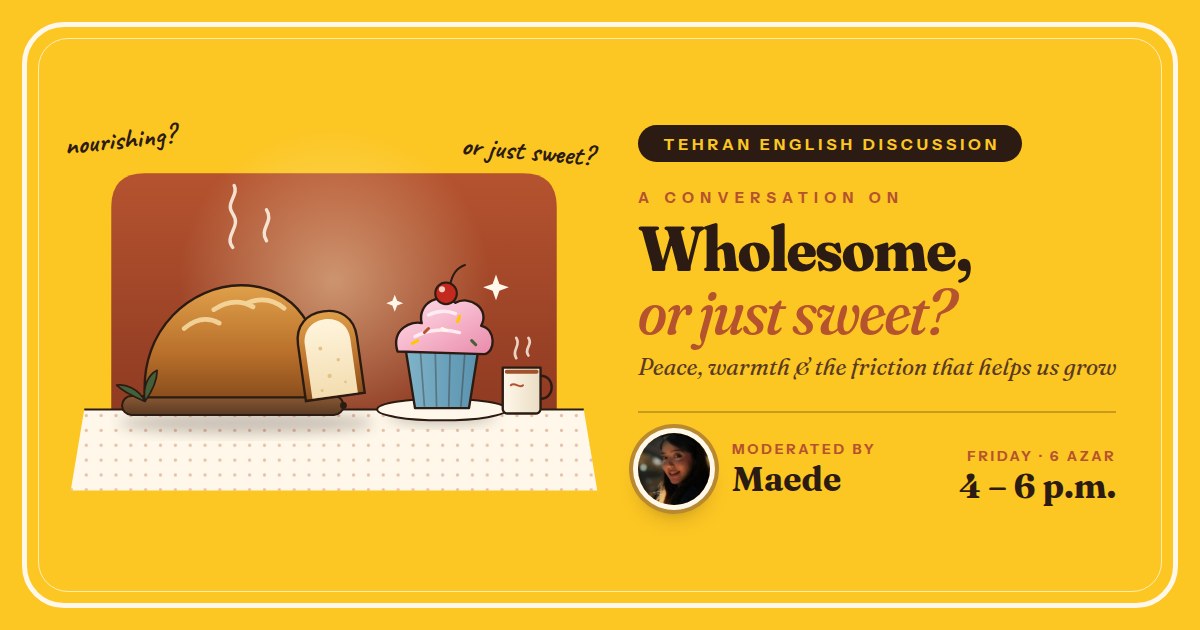 nourishing?
or just sweet?
TEHRAN ENGLISH DISCUSSION
A CONVERSATION ON
Wholesome,
or just sweet?
Peace, warmth & the friction that helps us grow
MODERATED BY
Maede
FRIDAY · 6 AZAR
4 – 6 p.m.